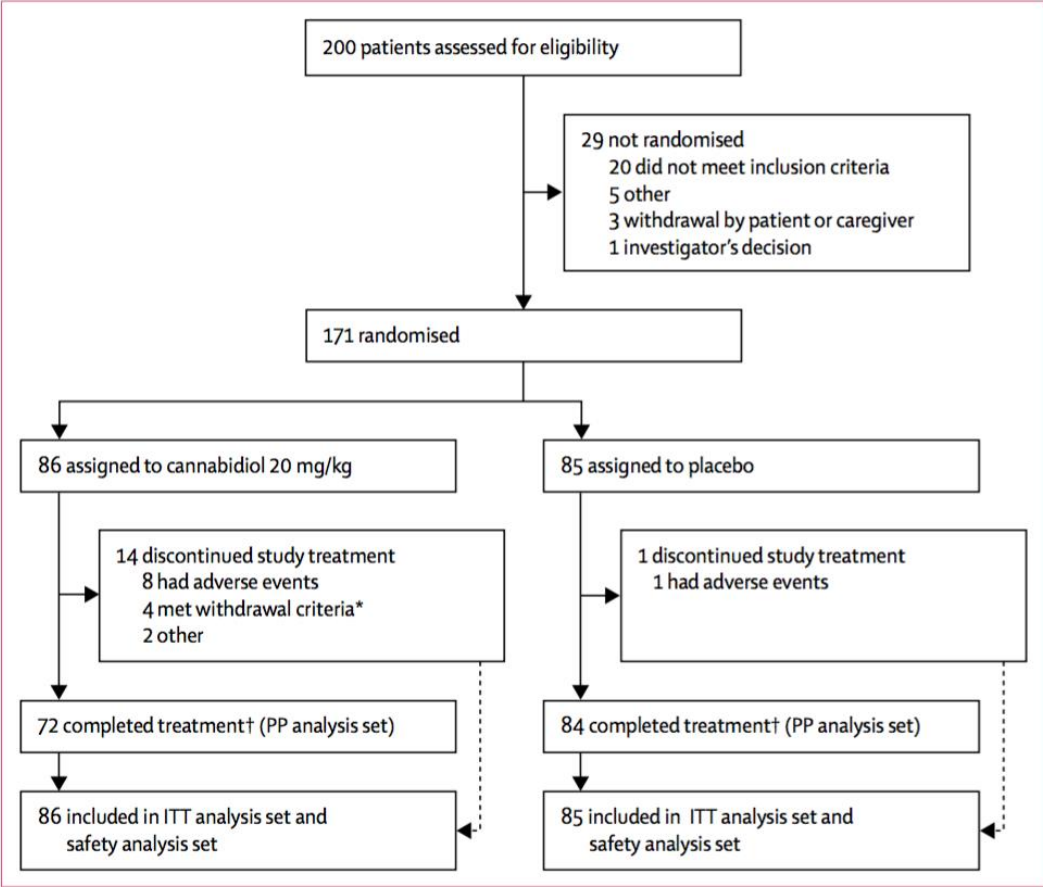 200 patients assessed for eligibility
29 not randomised
20 did not meet inclusion criteria
5 other
3 withdrawal by patient or caregiver
1 investigator's decision
171 randomised
86 assigned to cannabidiol 20 mg/kg
85 assigned to placebo
14 discontinued study treatment
8 had adverse events
4 met withdrawal criteria*
2 other
1 discontinued study treatment
1 had adverse events
72 completed treatment† (PP analysis set)
84 completed treatment† (PP analysis set)
86 included in ITT analysis set and
safety analysis set
85 included in ITT analysis set and
safety analysis set